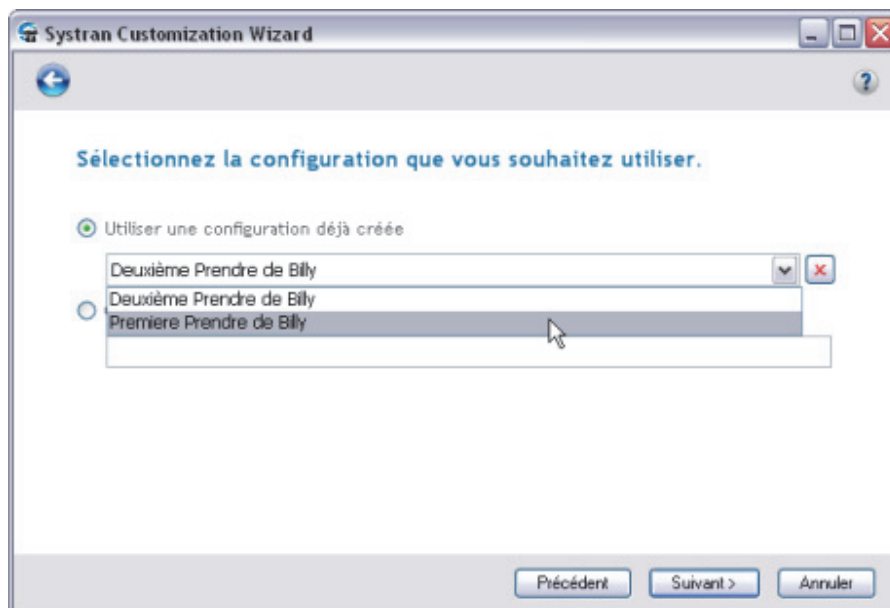 Systran Customization Wizard
?
Sélectionnez la configuration que vous souhaitez utiliser.
Utiliser une configuration déjà créée
Deuxième Prendre de Billy
Deuxième Prendre de Billy
Premiere Prendre de Billy
Précédent
Suivant >
Annuler